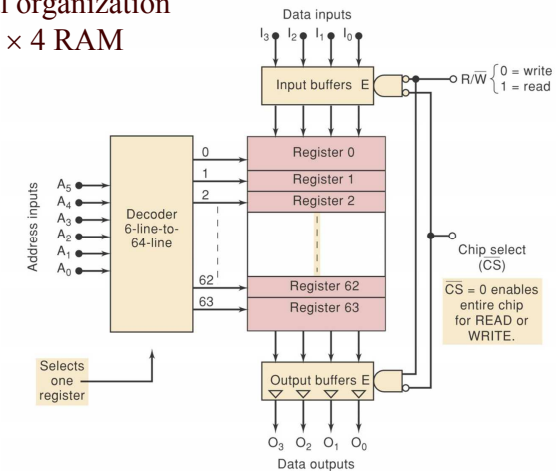 l organization
× 4 RAM
Data inputs
I3 I2 I1 I0
Input buffers E
R/W̅ { 0 = write
1 = read
Register 0
Register 1
Register 2
Register 62
Register 63
0
1
2
62
63
Address inputs
A5
A4
A3
A2
A1
A0
Decoder
6-line-to-
64-line
Chip select
(C̅S̅)
C̅S̅ = 0 enables
entire chip
for READ or
WRITE.
Selects
one
register
Output buffers E
O3 O2 O1 O0
Data outputs